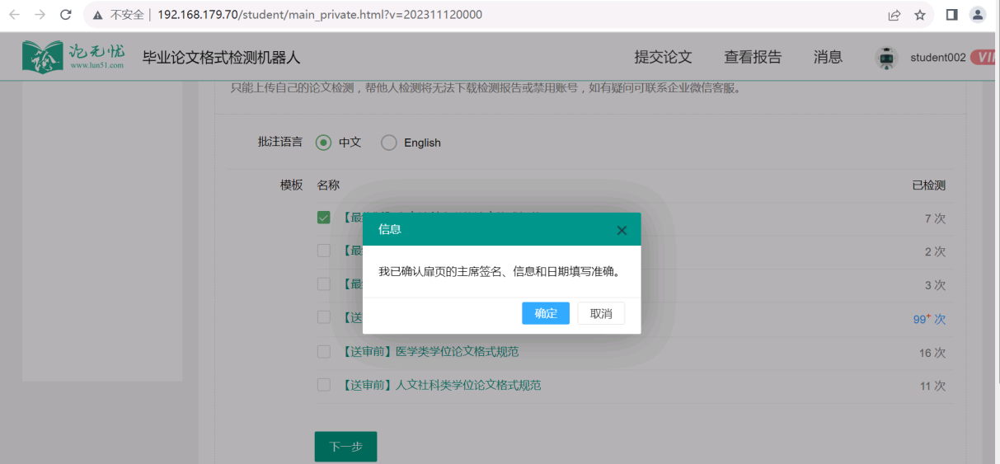 不安全 | 192.168.179.70/student/main_private.html?v=202311120000
论无忧
www.lun51.com
毕业论文格式检测机器人
提交论文 查看报告 消息 student002 VIP
只能上传自己的论文检测，帮他人检测将无法下载检测报告或禁用账号，如有疑问可联系企业微信客服。
批注语言 中文 English
模板 名称 已检测
【最 7 次
信息
【最 2 次
我已确认扉页的主席签名、信息和日期填写准确。
【最 3 次
确定 取消
【送 99+ 次
【送审前】医学类学位论文格式规范 16 次
【送审前】人文社科类学位论文格式规范 11 次
下一步